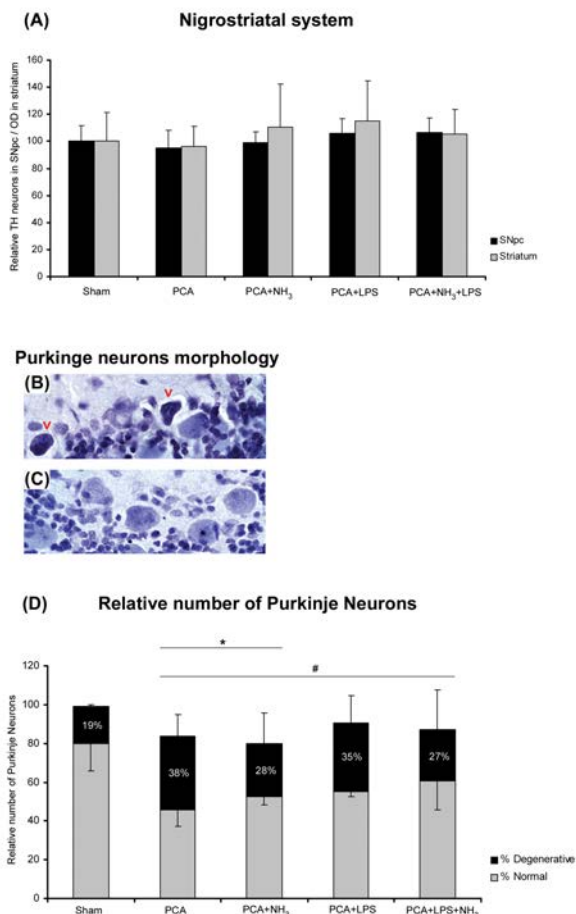 (A)
Nigrostriatal system
Relative TH neurons in SNpc / OD in striatum
160
140
120
100
80
60
40
20
0
Sham
PCA
PCA+NH₃
PCA+LPS
PCA+NH₃+LPS
SNpc
Striatum
Purkinge neurons morphology
(B)
v
v
(C)
(D)
Relative number of Purkinje Neurons
*
#
Relative number of Purkinje Neurons
120
100
80
60
40
20
0
19%
38%
28%
35%
27%
Sham
PCA
PCA+NH₃
PCA+LPS
PCA+LPS+NH₃
% Degenerative
% Normal